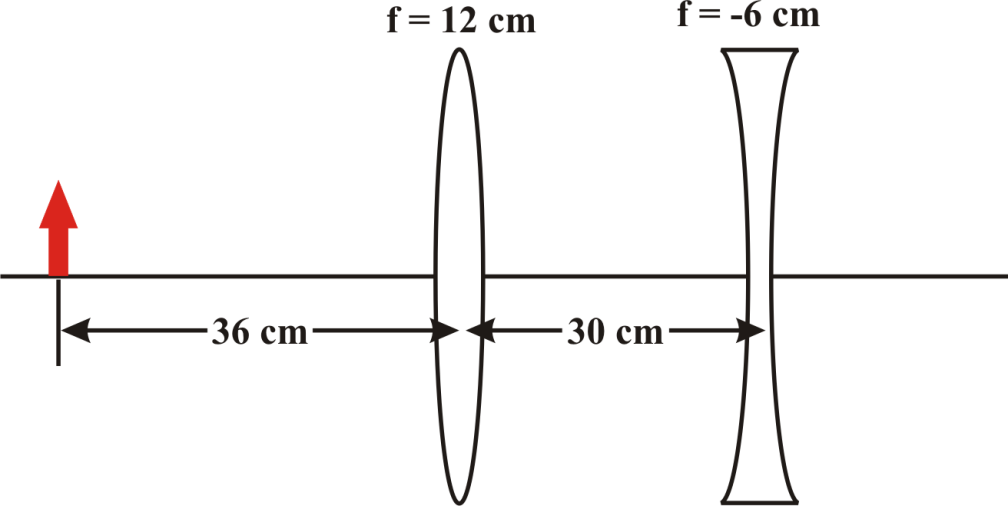 f = 12 cm
f = -6 cm
36 cm
30 cm